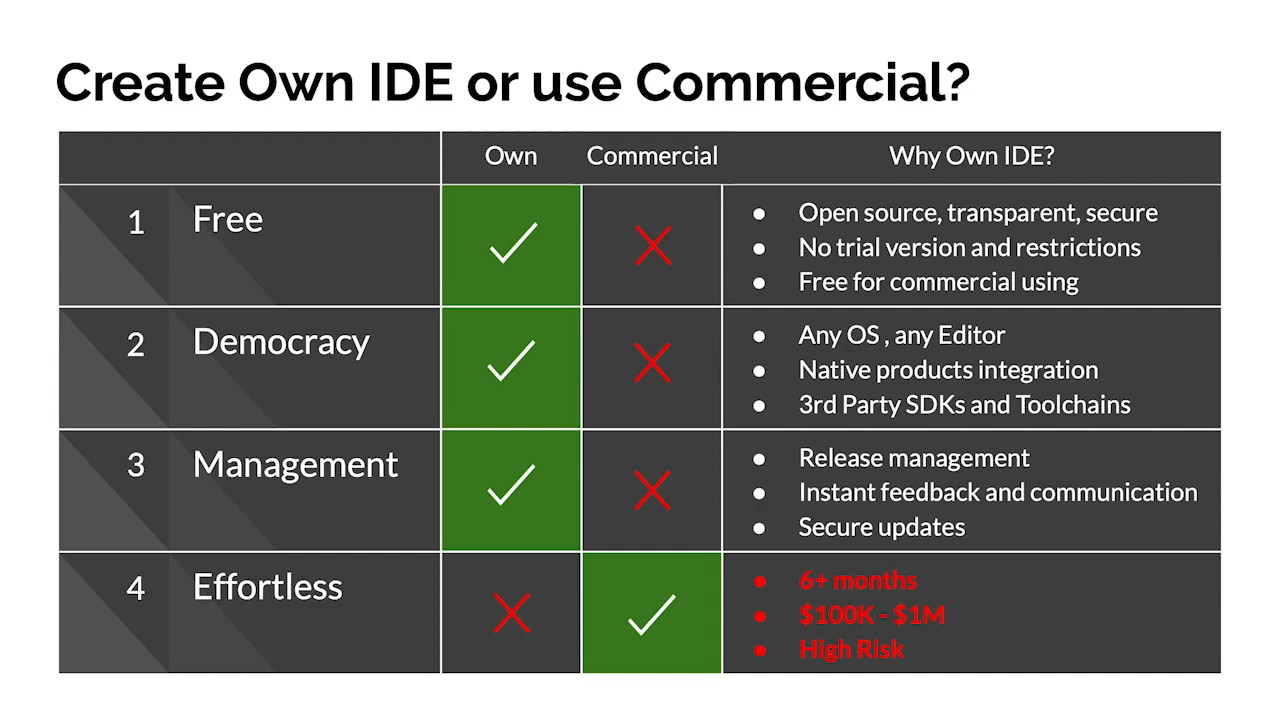 Create Own IDE or use Commercial?
Own Commercial Why Own IDE?
1 Free
● Open source, transparent, secure
● No trial version and restrictions
● Free for commercial using
2 Democracy
● Any OS , any Editor
● Native products integration
● 3rd Party SDKs and Toolchains
3 Management
● Release management
● Instant feedback and communication
● Secure updates
4 Effortless
● 6+ months
● $100K - $1M
● High Risk